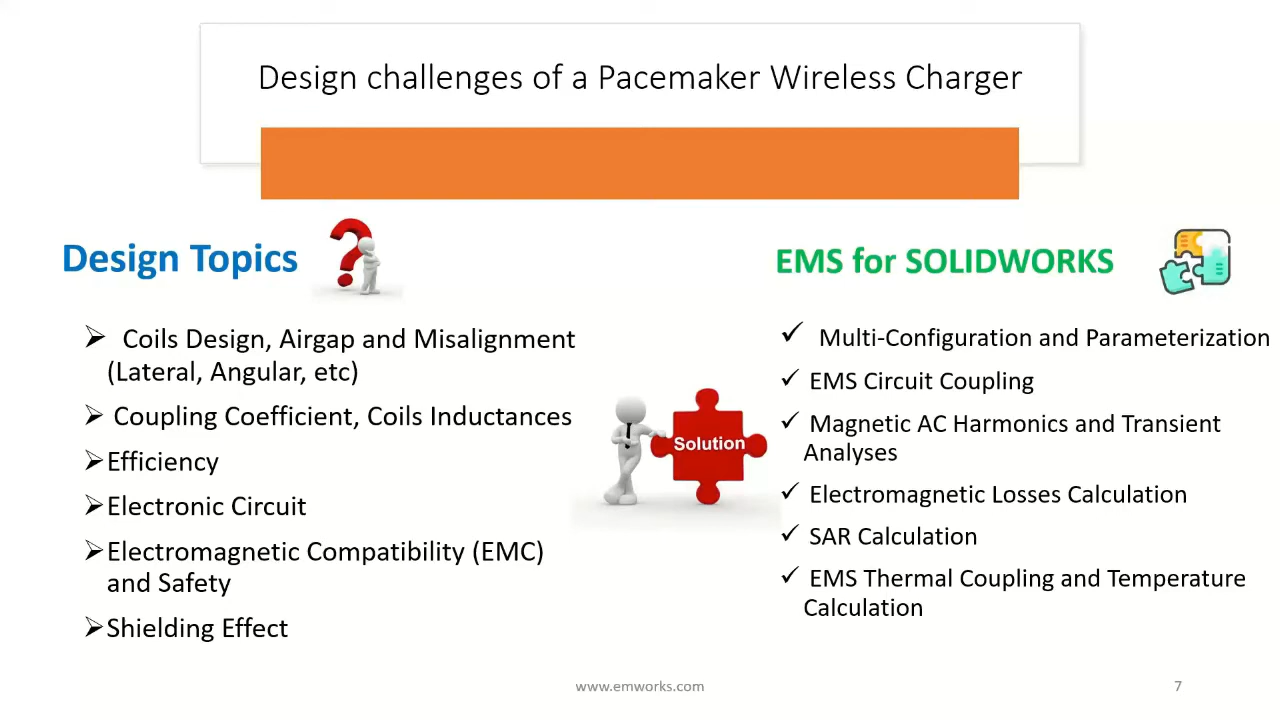 Design challenges of a Pacemaker Wireless Charger
Design Topics
➢ Coils Design, Airgap and Misalignment
(Lateral, Angular, etc)
➢ Coupling Coefficient, Coils Inductances
➢Efficiency
➢Electronic Circuit
➢Electromagnetic Compatibility (EMC)
and Safety
➢Shielding Effect
Solution
EMS for SOLIDWORKS
✓ Multi-Configuration and Parameterization
✓ EMS Circuit Coupling
✓ Magnetic AC Harmonics and Transient
Analyses
✓ Electromagnetic Losses Calculation
✓ SAR Calculation
✓ EMS Thermal Coupling and Temperature
Calculation
www.emworks.com
7